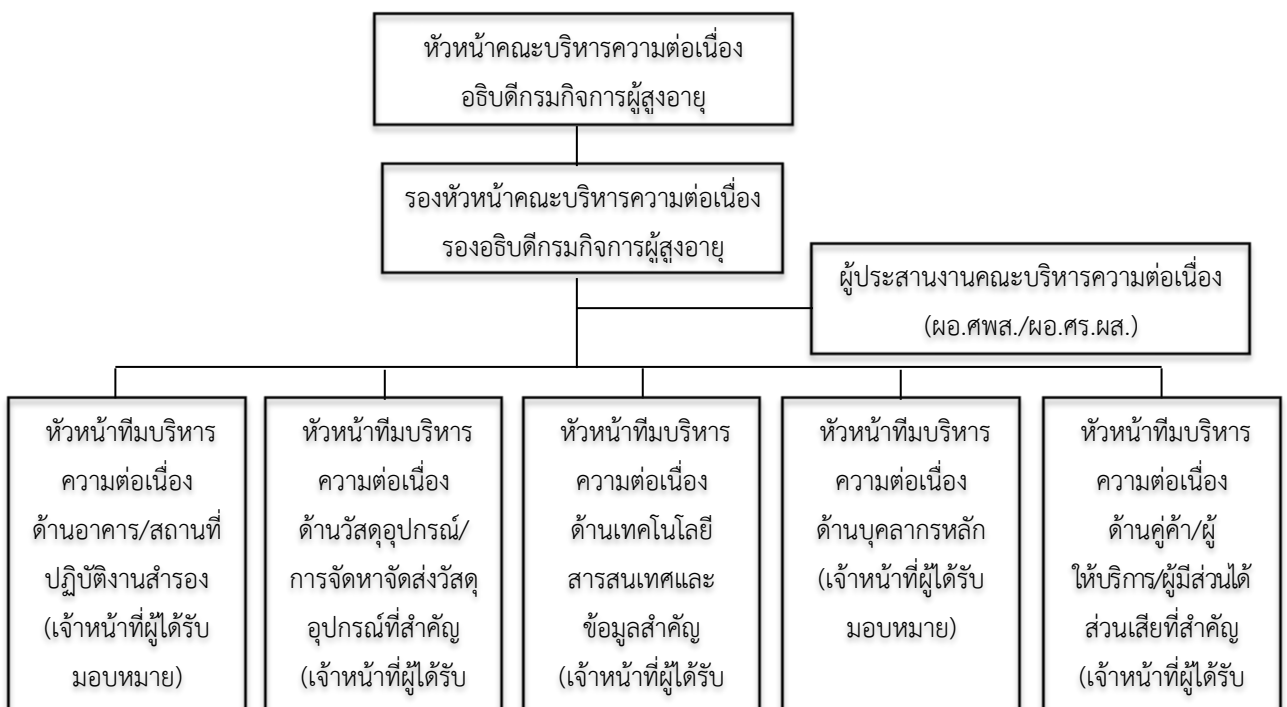 หัวหน้าคณะบริหารความต่อเนื่อง
อธิบดีกรมกิจการผู้สูงอายุ
รองหัวหน้าคณะบริหารความต่อเนื่อง
รองอธิบดีกรมกิจการผู้สูงอายุ
ผู้ประสานงานคณะบริหารความต่อเนื่อง
(ผอ.ศพส./ผอ.ศร.ผส.)
หัวหน้าทีมบริหาร
ความต่อเนื่อง
ด้านอาคาร/สถานที่
ปฏิบัติงานสำรอง
(เจ้าหน้าที่ผู้ได้รับ
มอบหมาย)
หัวหน้าทีมบริหาร
ความต่อเนื่อง
ด้านวัสดุอุปกรณ์/
การจัดหาจัดส่งวัสดุ
อุปกรณ์ที่สำคัญ
(เจ้าหน้าที่ผู้ได้รับ
หัวหน้าทีมบริหาร
ความต่อเนื่อง
ด้านเทคโนโลยี
สารสนเทศและ
ข้อมูลสำคัญ
(เจ้าหน้าที่ผู้ได้รับ
หัวหน้าทีมบริหาร
ความต่อเนื่อง
ด้านบุคลากรหลัก
(เจ้าหน้าที่ผู้ได้รับ
มอบหมาย)
หัวหน้าทีมบริหาร
ความต่อเนื่อง
ด้านคู่ค้า/ผู้
ให้บริการ/ผู้มีส่วนได้
ส่วนเสียที่สำคัญ
(เจ้าหน้าที่ผู้ได้รับ